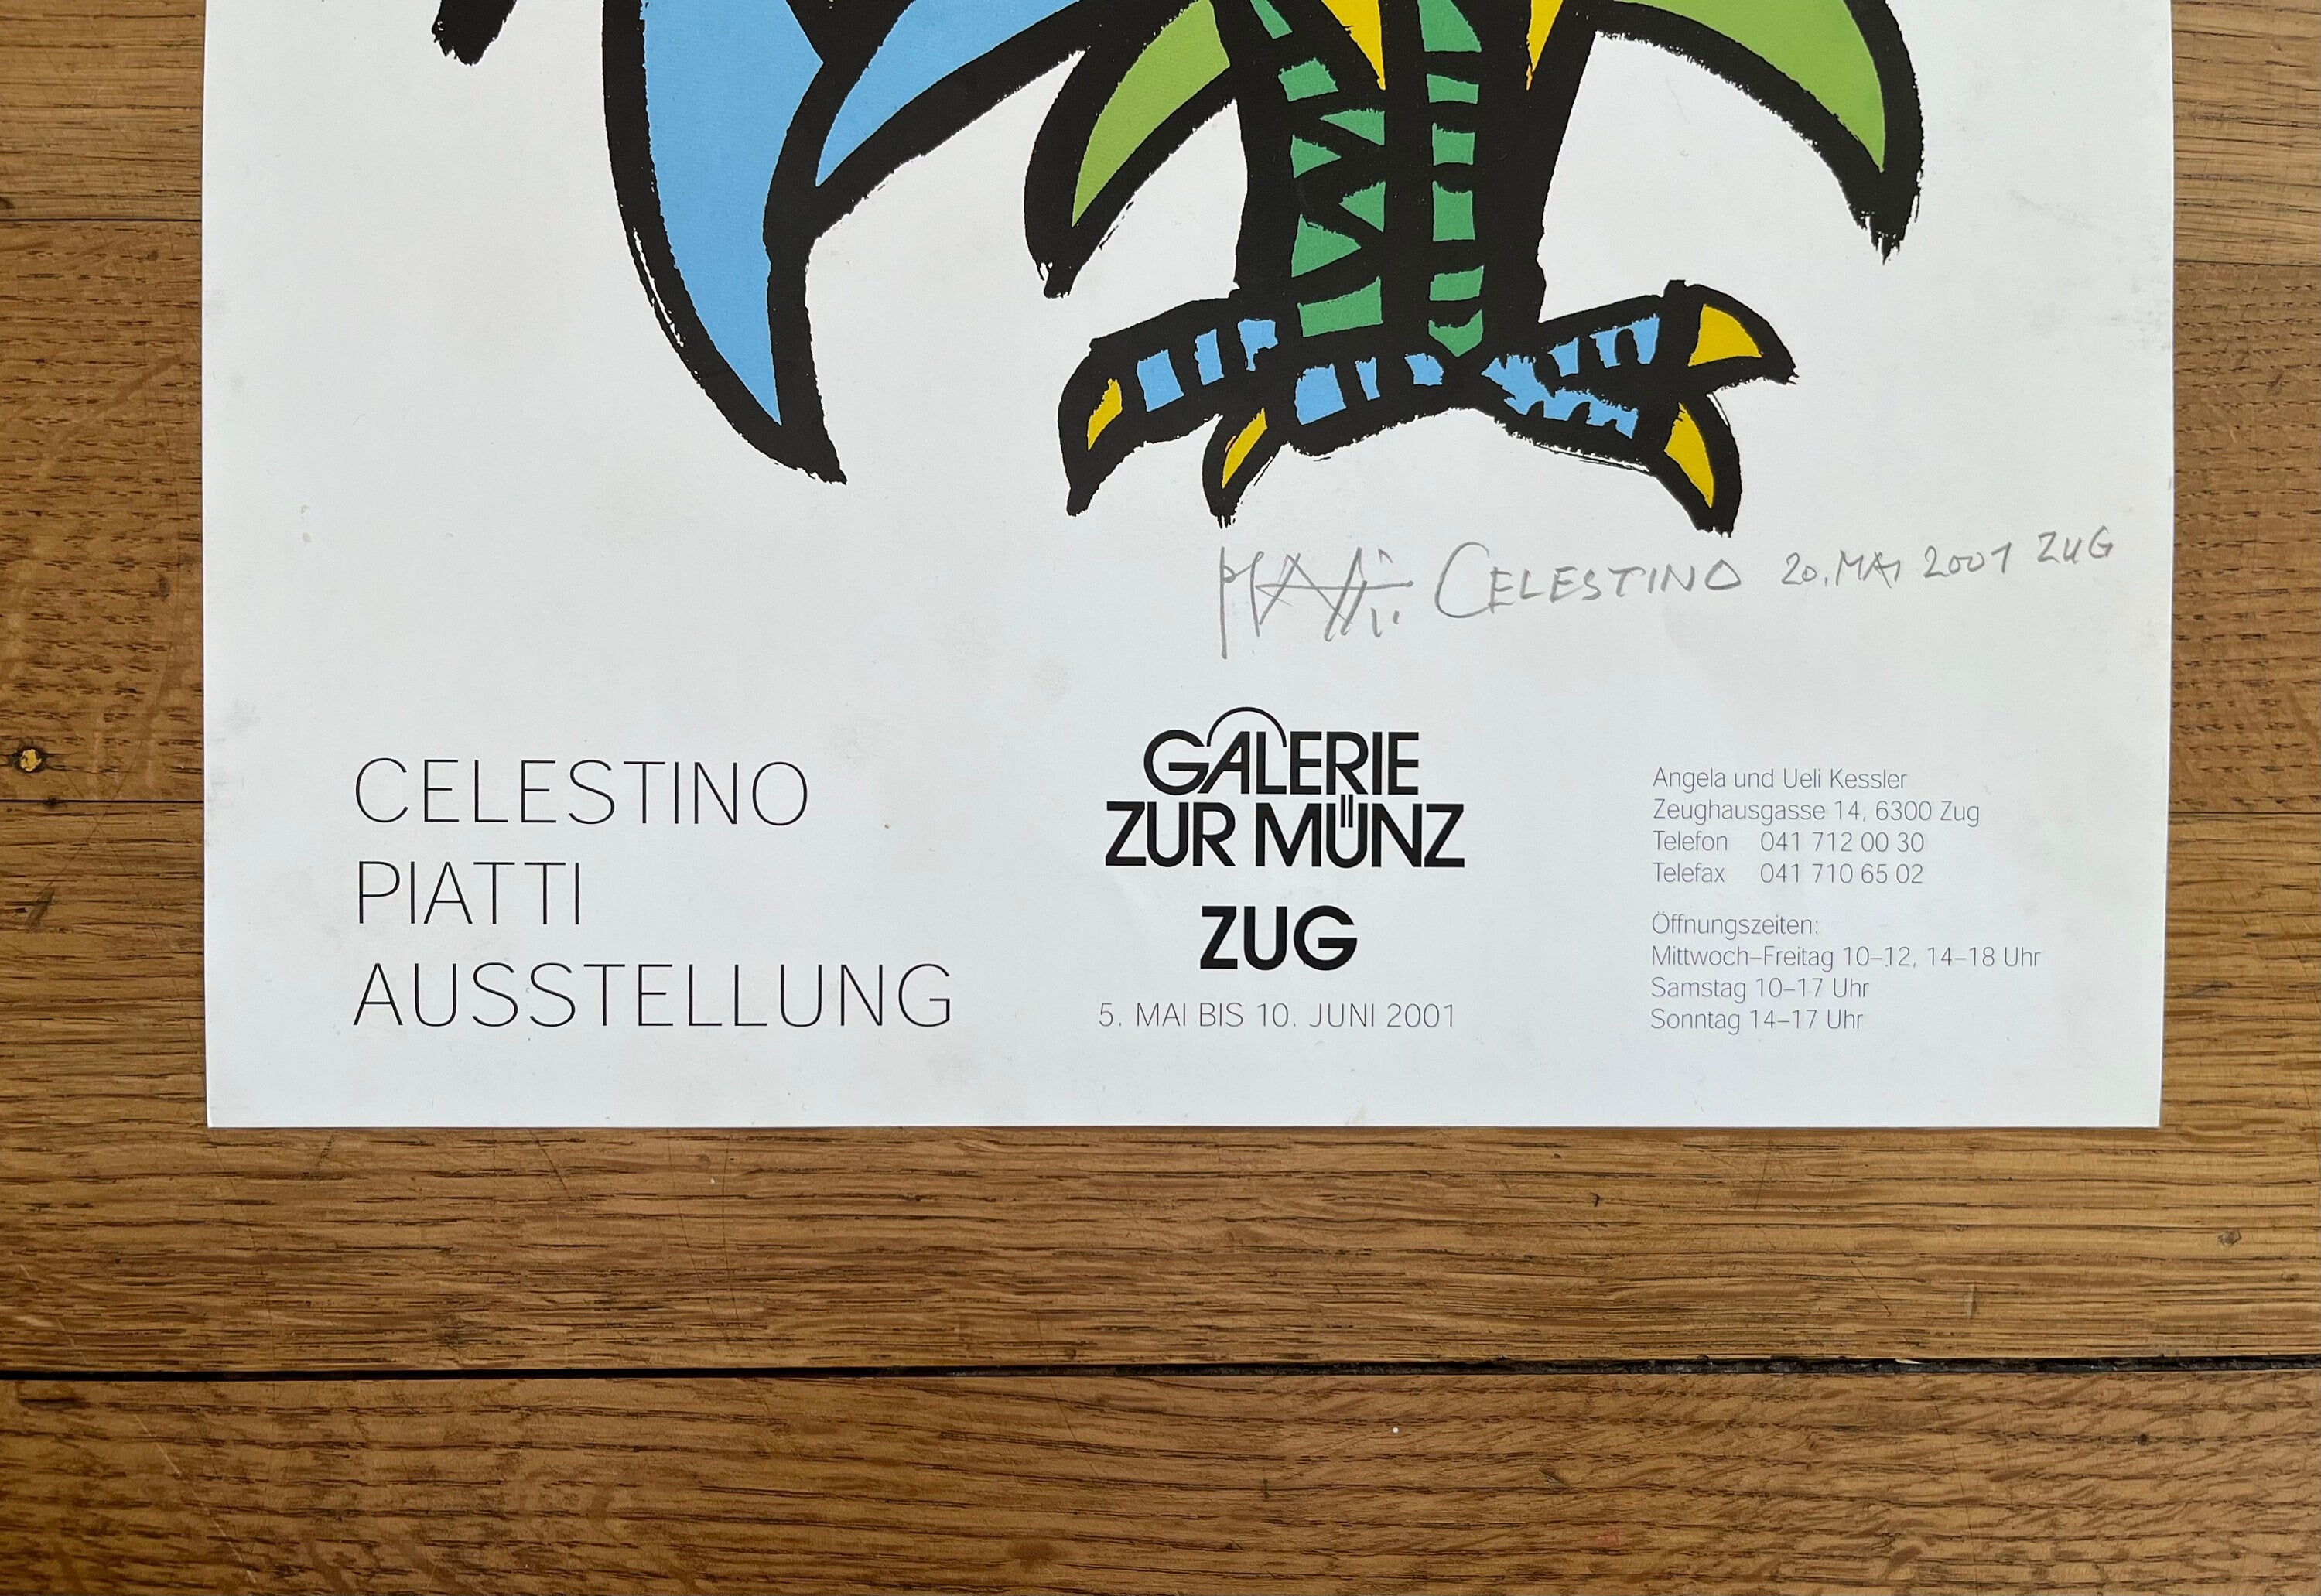 Piatti Celestino 20. Mai 2001 Zug
CELESTINO
PIATTI
AUSSTELLUNG
GALERIE
ZUR MÜNZ
ZUG
5. MAI BIS 10. JUNI 2001
Angela und Ueli Kessler
Zeughausgasse 14, 6300 Zug
Telefon 041 712 00 30
Telefax 041 710 65 02
Öffnungszeiten:
Mittwoch–Freitag 10–12, 14–18 Uhr
Samstag 10–17 Uhr
Sonntag 14–17 Uhr